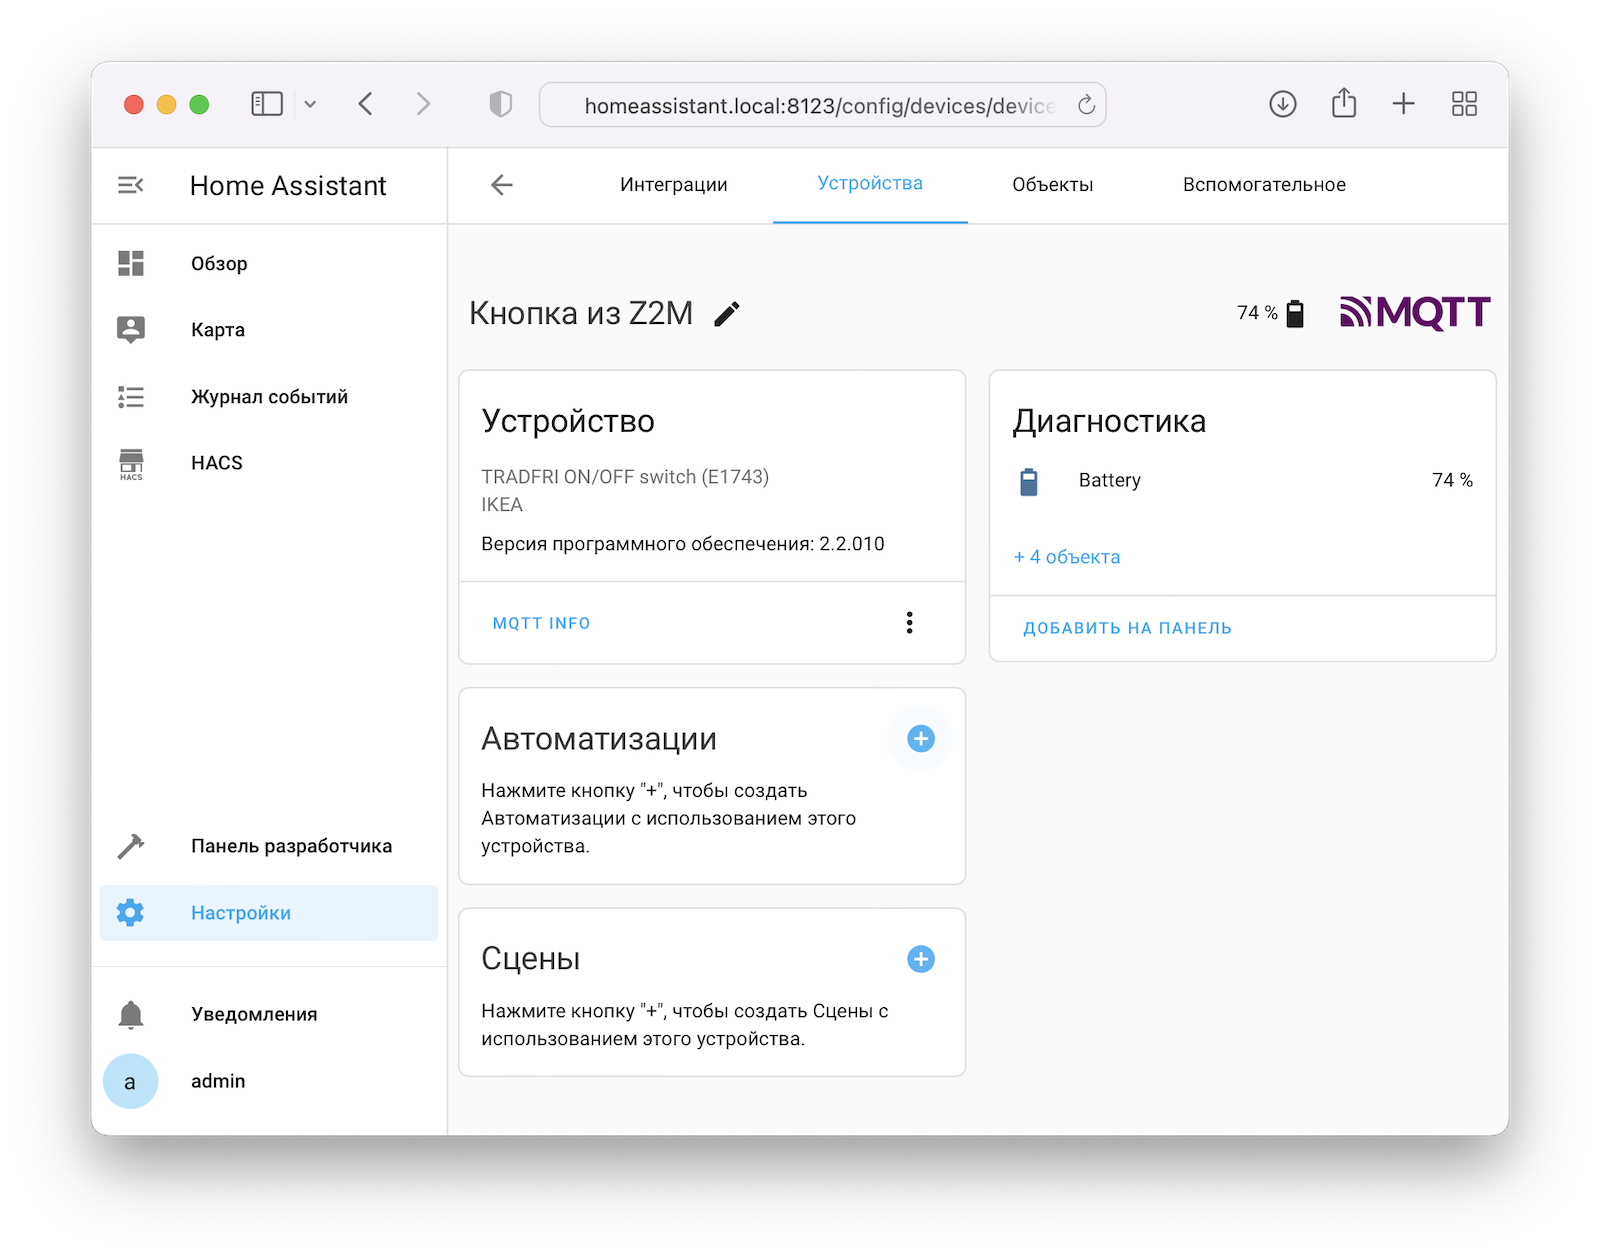 homeassistant.local:8123/config/devices/device
Home Assistant
Интеграции
Устройства
Объекты
Вспомогательное
Обзор
Карта
Журнал событий
HACS
HACS
Панель разработчика
Настройки
Уведомления
a
admin
Кнопка из Z2M
74 %
MQTT
Устройство
TRADFRI ON/OFF switch (E1743)
IKEA
Версия программного обеспечения: 2.2.010
MQTT INFO
Диагностика
Battery
74 %
+ 4 объекта
ДОБАВИТЬ НА ПАНЕЛЬ
Автоматизации
Нажмите кнопку "+", чтобы создать
Автоматизации с использованием этого
устройства.
Сцены
Нажмите кнопку "+", чтобы создать Сцены с
использованием этого устройства.